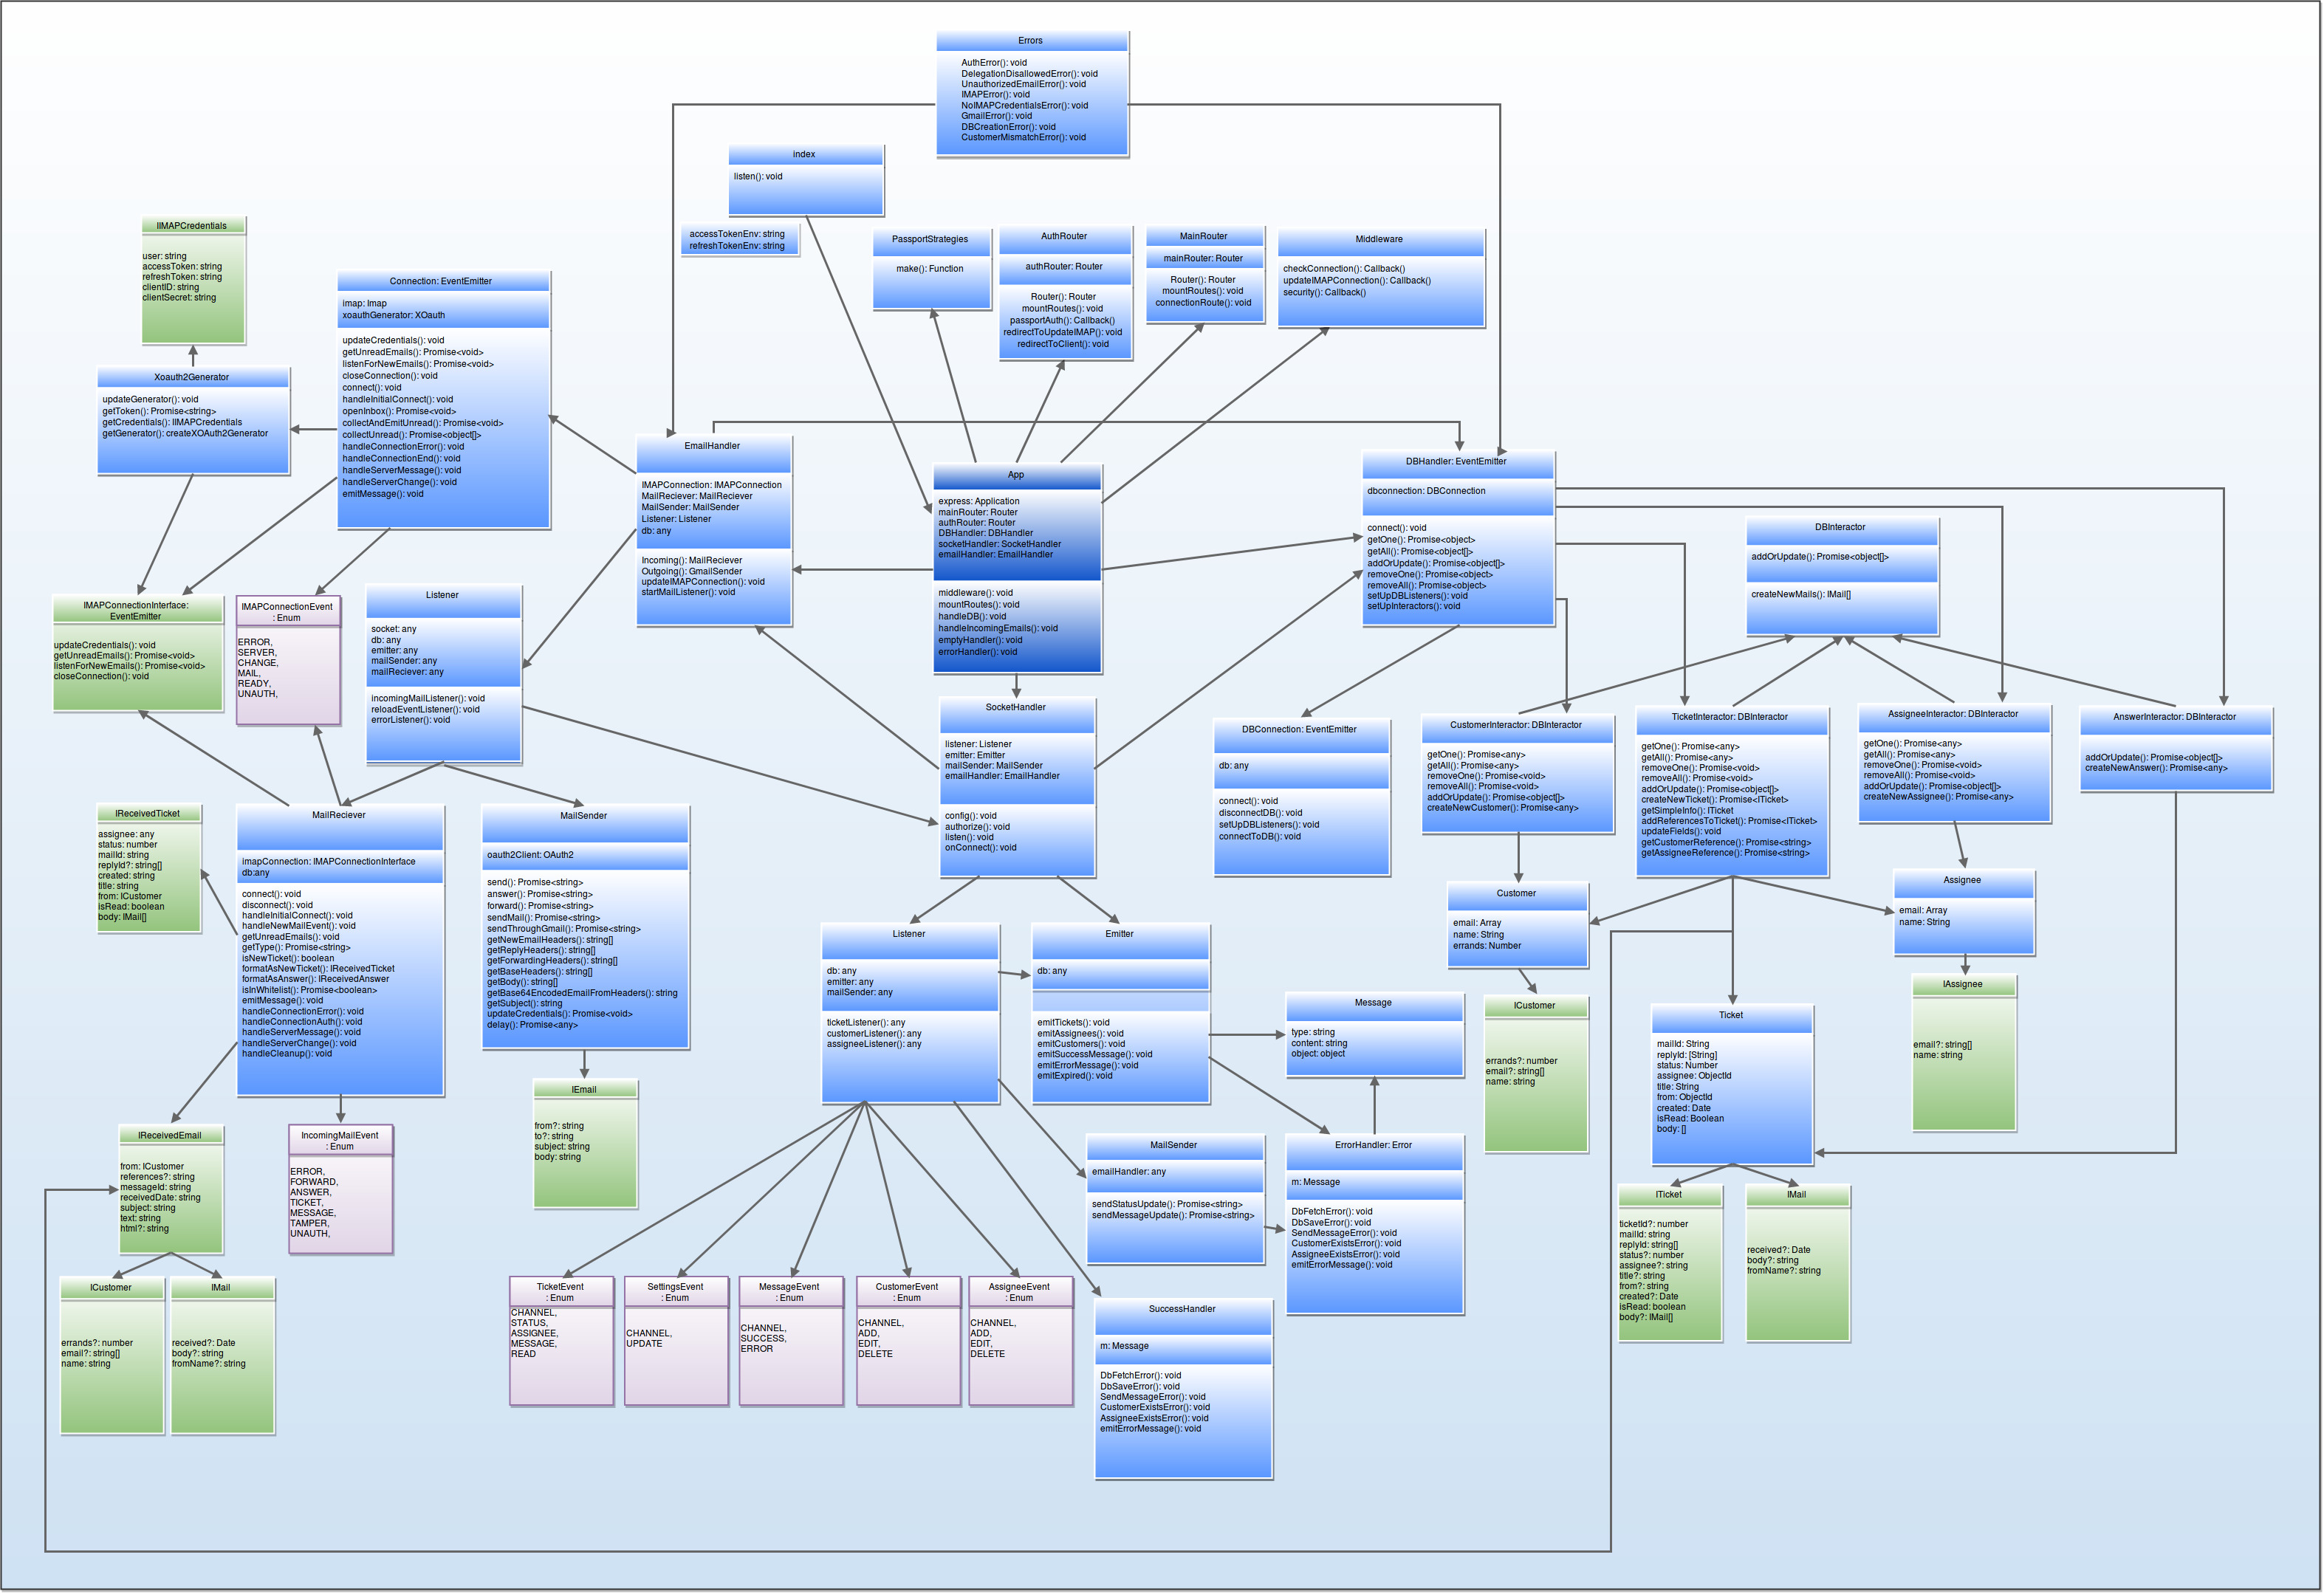 Errors
AuthError(): void
DelegationDisallowedError(): void
UnauthorizedEmailError(): void
IMAPError(): void
NoIMAPCredentialsError(): void
GmailError(): void
DBCreationError(): void
CustomerMismatchError(): void
index
listen(): void
accessTokenEnv: string
refreshTokenEnv: string
PassportStrategies
make(): Function
AuthRouter
authRouter: Router
Router(): Router
mountRoutes(): void
passportAuth(): Callback()
redirectToUpdateIMAP(): void
redirectToClient(): void
MainRouter
mainRouter: Router
Router(): Router
mountRoutes(): void
connectionRoute(): void
Middleware
checkConnection(): Callback()
updateIMAPConnection(): Callback()
security(): Callback()
IIMAPCredentials
user: string
accessToken: string
refreshToken: string
clientID: string
clientSecret: string
Connection: EventEmitter
imap: Imap
xoauthGenerator: XOauth
updateCredentials(): void
getUnreadEmails(): Promise<void>
listenForNewEmails(): Promise<void>
closeConnection(): void
connect(): void
handleInitialConnect(): void
openInbox(): Promise<void>
collectAndEmitUnread(): Promise<void>
collectUnread(): Promise<object[]>
handleConnectionError(): void
handleConnectionEnd(): void
handleServerMessage(): void
handleServerChange(): void
emitMessage(): void
Xoauth2Generator
updateGenerator(): void
getToken(): Promise<string>
getCredentials(): IIMAPCredentials
getGenerator(): createXOAuth2Generator
EmailHandler
IMAPConnection: IMAPConnection
MailReciever: MailReciever
MailSender: MailSender
Listener: Listener
db: any
Incoming(): MailReciever
Outgoing(): GmailSender
updateIMAPConnection(): void
startMailListener(): void
App
express: Application
mainRouter: Router
authRouter: Router
DBHandler: DBHandler
socketHandler: SocketHandler
emailHandler: EmailHandler
middleware(): void
mountRoutes(): void
handleDB(): void
handleIncomingEmails(): void
emptyHandler(): void
errorHandler(): void
DBHandler: EventEmitter
dbconnection: DBConnection
connect(): void
getOne(): Promise<object>
getAll(): Promise<object[]>
addOrUpdate(): Promise<object[]>
removeOne(): Promise<object>
removeAll(): Promise<object>
setUpDBListeners(): void
setUpInteractors(): void
DBInteractor
addOrUpdate(): Promise<object[]>
createNewMails(): IMail[]
IMAPConnectionInterface:
EventEmitter
updateCredentials(): void
getUnreadEmails(): Promise<void>
listenForNewEmails(): Promise<void>
closeConnection(): void
IMAPConnectionEvent
: Enum
ERROR,
SERVER,
CHANGE,
MAIL,
READY,
UNAUTH,
Listener
socket: any
db: any
emitter: any
mailSender: any
mailReciever: any
incomingMailListener(): void
reloadEventListener(): void
errorListener(): void
SocketHandler
listener: Listener
emitter: Emitter
mailSender: MailSender
emailHandler: EmailHandler
config(): void
authorize(): void
listen(): void
onConnect(): void
DBConnection: EventEmitter
db: any
connect(): void
disconnectDB(): void
setUpDBListeners(): void
connectToDB(): void
CustomerInteractor: DBInteractor
getOne(): Promise<any>
getAll(): Promise<any>
removeOne(): Promise<void>
removeAll(): Promise<void>
addOrUpdate(): Promise<object[]>
createNewCustomer(): Promise<any>
TicketInteractor: DBInteractor
getOne(): Promise<any>
getAll(): Promise<any>
removeOne(): Promise<void>
removeAll(): Promise<void>
addOrUpdate(): Promise<object[]>
createNewTicket(): Promise<ITicket>
getSimpleInfo(): ITicket
addReferencesToTicket(): Promise<ITicket>
updateFields(): void
getCustomerReference(): Promise<string>
getAssigneeReference(): Promise<string>
AssigneeInteractor: DBInteractor
getOne(): Promise<any>
getAll(): Promise<any>
removeOne(): Promise<void>
removeAll(): Promise<void>
addOrUpdate(): Promise<object[]>
createNewAssignee(): Promise<any>
AnswerInteractor: DBInteractor
addOrUpdate(): Promise<object[]>
createNewAnswer(): Promise<any>
IReceivedTicket
assignee: any
status: number
mailId: string
replyId?: string[]
created: string
title: string
from: ICustomer
isRead: boolean
body: IMail[]
MailReciever
imapConnection: IMAPConnectionInterface
db:any
connect(): void
disconnect(): void
handleInitialConnect(): void
handleNewMailEvent(): void
getUnreadEmails(): void
getType(): Promise<string>
isNewTicket(): boolean
formatAsNewTicket(): IReceivedTicket
formatAsAnswer(): IReceivedAnswer
isInWhitelist(): Promise<boolean>
emitMessage(): void
handleConnectionError(): void
handleConnectionAuth(): void
handleServerMessage(): void
handleServerChange(): void
handleCleanup(): void
MailSender
oauth2Client: OAuth2
send(): Promise<string>
answer(): Promise<string>
forward(): Promise<string>
sendMail(): Promise<string>
sendThroughGmail(): Promise<string>
getNewEmailHeaders(): string[]
getReplyHeaders(): string[]
getForwardingHeaders(): string[]
getBaseHeaders(): string[]
getBody(): string[]
getBase64EncodedEmailFromHeaders(): string
getSubject(): string
updateCredentials(): Promise<void>
delay(): Promise<any>
Listener
db: any
emitter: any
mailSender: any
ticketListener(): any
customerListener(): any
assigneeListener(): any
Emitter
db: any
emitTickets(): void
emitAssignees(): void
emitCustomers(): void
emitSuccessMessage(): void
emitErrorMessage(): void
emitExpired(): void
Message
type: string
content: string
object: object
Customer
email: Array
name: String
errands: Number
ICustomer
errands?: number
email?: string[]
name: string
Assignee
email: Array
name: String
IAssignee
email?: string[]
name: string
Ticket
mailId: String
replyId: [String]
status: Number
assignee: ObjectId
title: String
from: ObjectId
created: Date
isRead: Boolean
body: []
IEmail
from?: string
to?: string
subject: string
body: string
IReceivedEmail
from: ICustomer
references?: string
messageId: string
receivedDate: string
subject: string
text: string
html?: string
IncomingMailEvent
: Enum
ERROR,
FORWARD,
ANSWER,
TICKET,
MESSAGE,
TAMPER,
UNAUTH,
MailSender
emailHandler: any
sendStatusUpdate(): Promise<string>
sendMessageUpdate(): Promise<string>
ErrorHandler: Error
m: Message
DbFetchError(): void
DbSaveError(): void
SendMessageError(): void
CustomerExistsError(): void
AssigneeExistsError(): void
emitErrorMessage(): void
ITicket
ticketId?: number
mailId: string
replyId: string[]
status?: number
assignee?: string
title?: string
from?: string
created?: Date
isRead: boolean
body?: IMail[]
IMail
received?: Date
body?: string
fromName?: string
ICustomer
errands?: number
email?: string[]
name: string
IMail
received?: Date
body?: string
fromName?: string
TicketEvent
: Enum
CHANNEL,
STATUS,
ASSIGNEE,
MESSAGE,
READ
SettingsEvent
: Enum
CHANNEL,
UPDATE
MessageEvent
: Enum
CHANNEL,
SUCCESS,
ERROR
CustomerEvent
: Enum
CHANNEL,
ADD,
EDIT,
DELETE
AssigneeEvent
: Enum
CHANNEL,
ADD,
EDIT,
DELETE
SuccessHandler
m: Message
DbFetchError(): void
DbSaveError(): void
SendMessageError(): void
CustomerExistsError(): void
AssigneeExistsError(): void
emitErrorMessage(): void